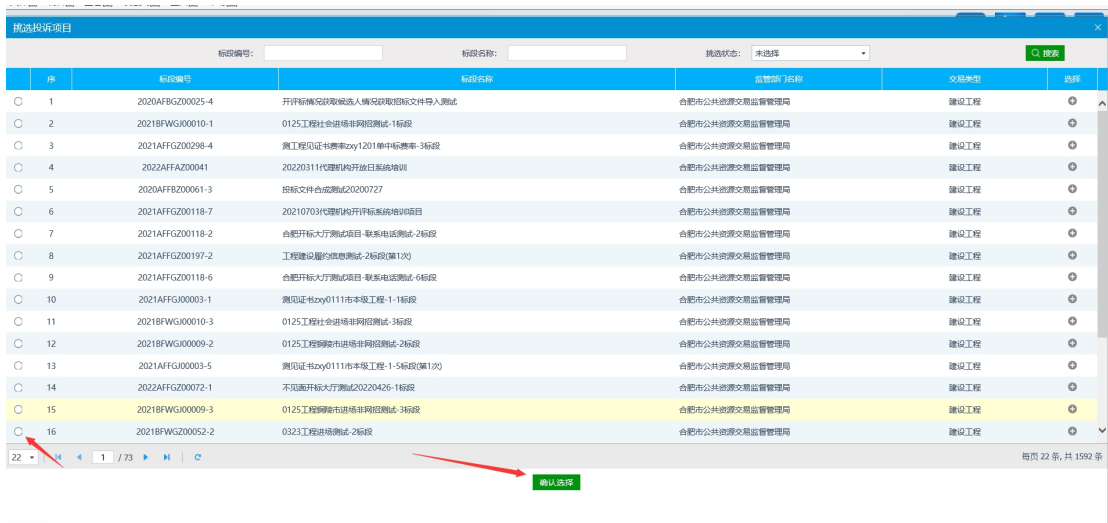 挑选投诉项目 ×
标段编号: 标段名称: 挑选状态: 未选择 搜索
序 标段编号 标段名称 监管部门名称 交易类型 选择
1 2020AFBGZ00025-4 开评标情况获取候选人情况获取招标文件导入测试 合肥市公共资源交易监督管理局 建设工程
2 2021BFWGJ00010-1 0125工程社会进场非网招测试-1标段 合肥市公共资源交易监督管理局 建设工程
3 2021AFFGZ00298-4 测工程见证书费率zxy1201单中标费率-3标段 合肥市公共资源交易监督管理局 建设工程
4 2022AFFAZ00041 20220311代理机构开放日系统培训 合肥市公共资源交易监督管理局 建设工程
5 2020AFFBZ00061-3 投标文件合成测试20200727 合肥市公共资源交易监督管理局 建设工程
6 2021AFFGZ00118-7 20210703代理机构开评标系统培训项目 合肥市公共资源交易监督管理局 建设工程
7 2021AFFGZ00118-2 合肥开标大厅测试项目-联系电话测试-2标段 合肥市公共资源交易监督管理局 建设工程
8 2021AFFGZ00197-2 工程建设履约信息测试-2标段(第1次) 合肥市公共资源交易监督管理局 建设工程
9 2021AFFGZ00118-6 合肥开标大厅测试项目-联系电话测试-6标段 合肥市公共资源交易监督管理局 建设工程
10 2021AFFGJ00003-1 测见证书zxy0111市本级工程-1-1标段 合肥市公共资源交易监督管理局 建设工程
11 2021BFWGJ00010-3 0125工程社会进场非网招测试-3标段 合肥市公共资源交易监督管理局 建设工程
12 2021BFWGJ00009-2 0125工程铜陵市进场非网招测试-2标段 合肥市公共资源交易监督管理局 建设工程
13 2021AFFGJ00003-5 测见证书zxy0111市本级工程-1-5标段(第1次) 合肥市公共资源交易监督管理局 建设工程
14 2022AFFGZ00072-1 不见面开标大厅测试20220426-1标段 合肥市公共资源交易监督管理局 建设工程
15 2021BFWGJ00009-3 0125工程铜陵市进场非网招测试-3标段 合肥市公共资源交易监督管理局 建设工程
16 2021BFWGZ00052-2 0323工程进场测试-2标段 合肥市公共资源交易监督管理局 建设工程
22 1 / 73 每页 22 条, 共 1592 条
确认选择